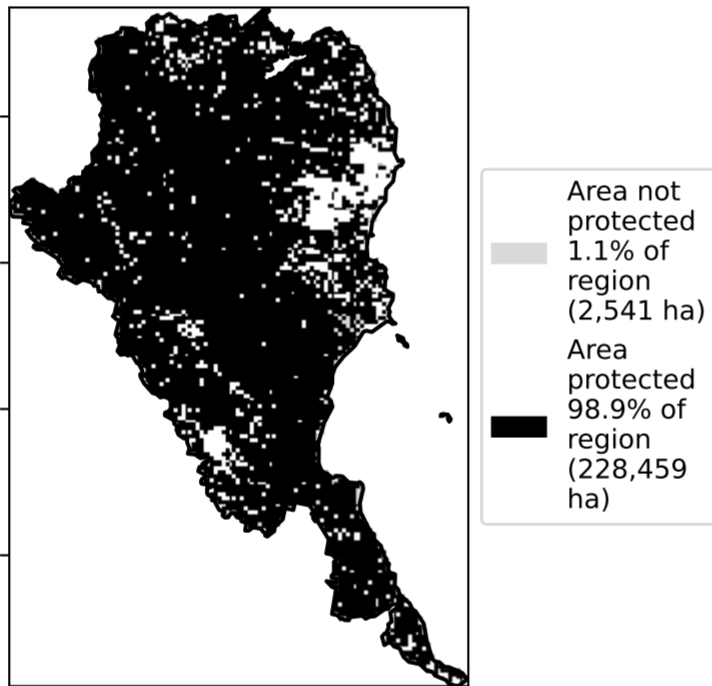 Area not
protected
1.1% of
region
(2,541 ha)
Area
protected
98.9% of
region
(228,459
ha)